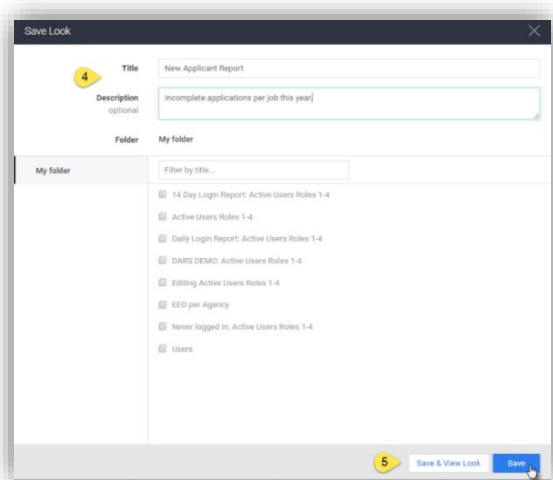 Save Look
4
Title
New Applicant Report
Description
optional
Incomplete applications per job this year
Folder
My folder
My folder
Filter by title...
14 Day Login Report: Active Users Roles 1-4
Active Users Roles 1-4
Daily Login Report: Active Users Roles 1-4
DARS DEMO: Active Users Roles 1-4
Editing Active Users Roles 1-4
EEO per Agency
Never logged in: Active Users Roles 1-4
Users
5
Save & View Look
Save